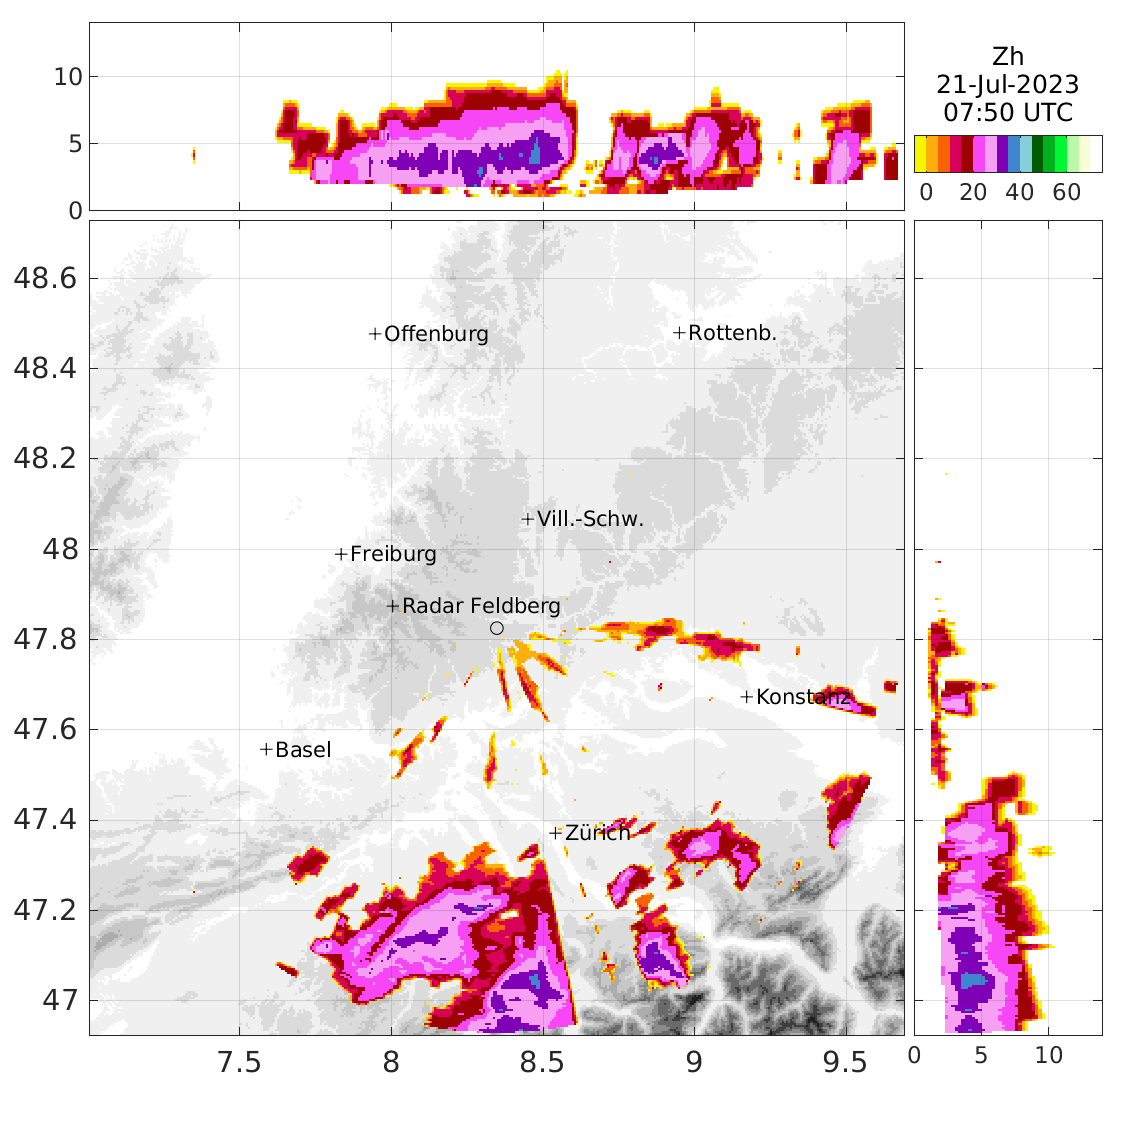 Zh
21-Jul-2023
07:50 UTC
10
5
0
0 20 40 60
48.6
48.4
48.2
48
47.8
47.6
47.4
47.2
47
+Offenburg
+Rottenb.
+Vill.-Schw.
+Freiburg
+Radar Feldberg
+Konstanz
+Basel
+Zürich
7.5 8 8.5 9 9.5
0 5 10